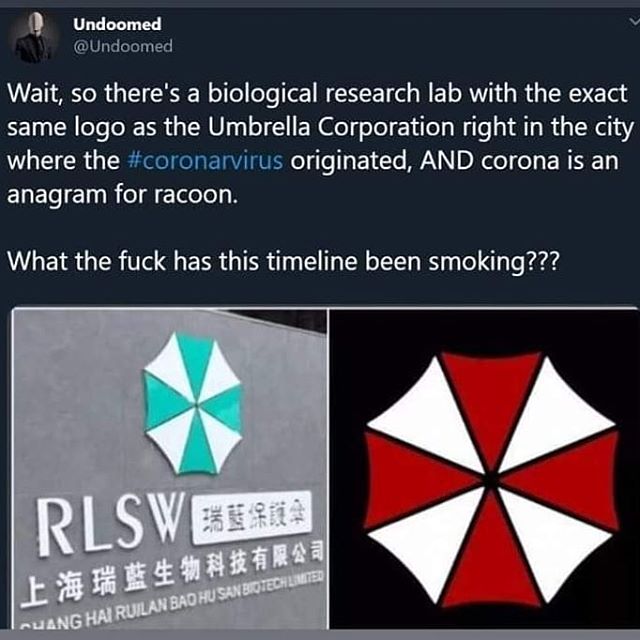 Undoomed
@Undoomed
Wait, so there's a biological research lab with the exact
same logo as the Umbrella Corporation right in the city
where the #coronarvirus originated, AND corona is an
anagram for racoon.
What the fuck has this timeline been smoking???
RLSW 瑞藍保護傘
上海瑞藍生物科技有限公司
SHANG HAI RUILAN BAO HU SAN BIOTECH LIMITED